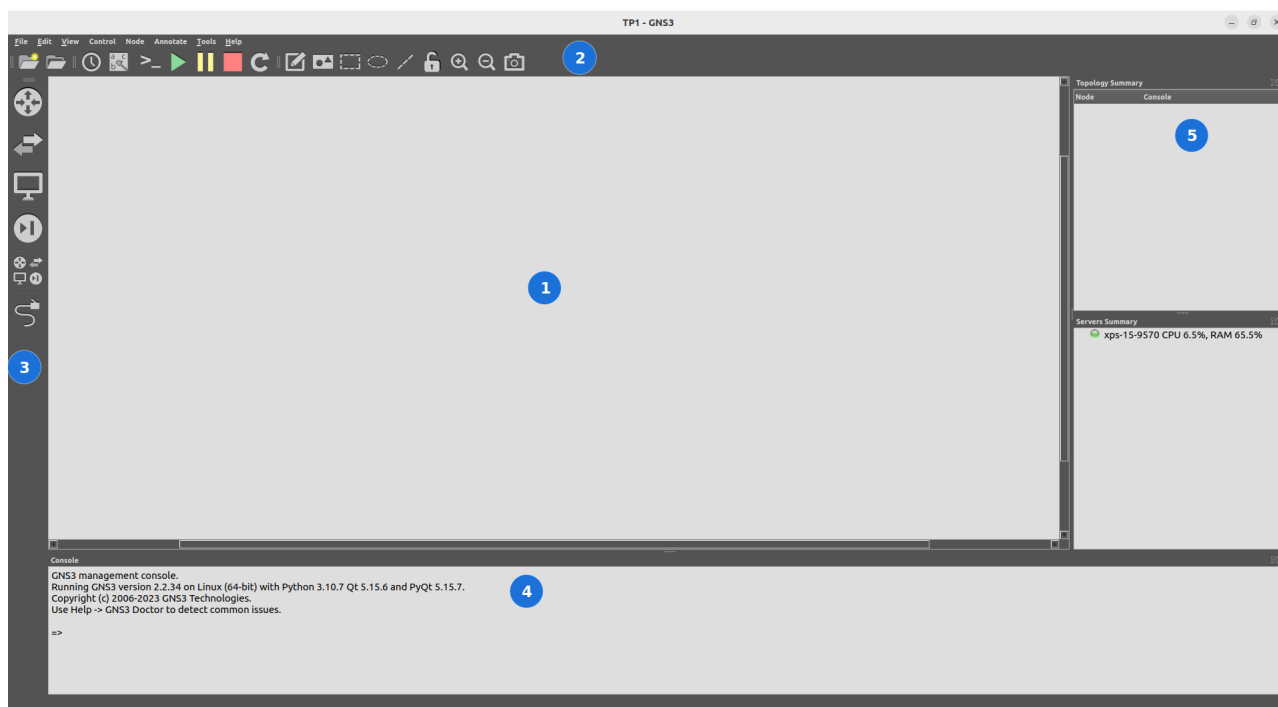 TP1 - GNS3
File Edit View Control Node Annotate Tools Help
2
Topology Summary
Node Console
5
1
Servers Summary
xps-15-9570 CPU 6.5%, RAM 65.5%
3
Console
GNS3 management console.
Running GNS3 version 2.2.34 on Linux (64-bit) with Python 3.10.7 Qt 5.15.6 and PyQt 5.15.7.
Copyright (c) 2006-2023 GNS3 Technologies.
Use Help -> GNS3 Doctor to detect common issues.
4
=>